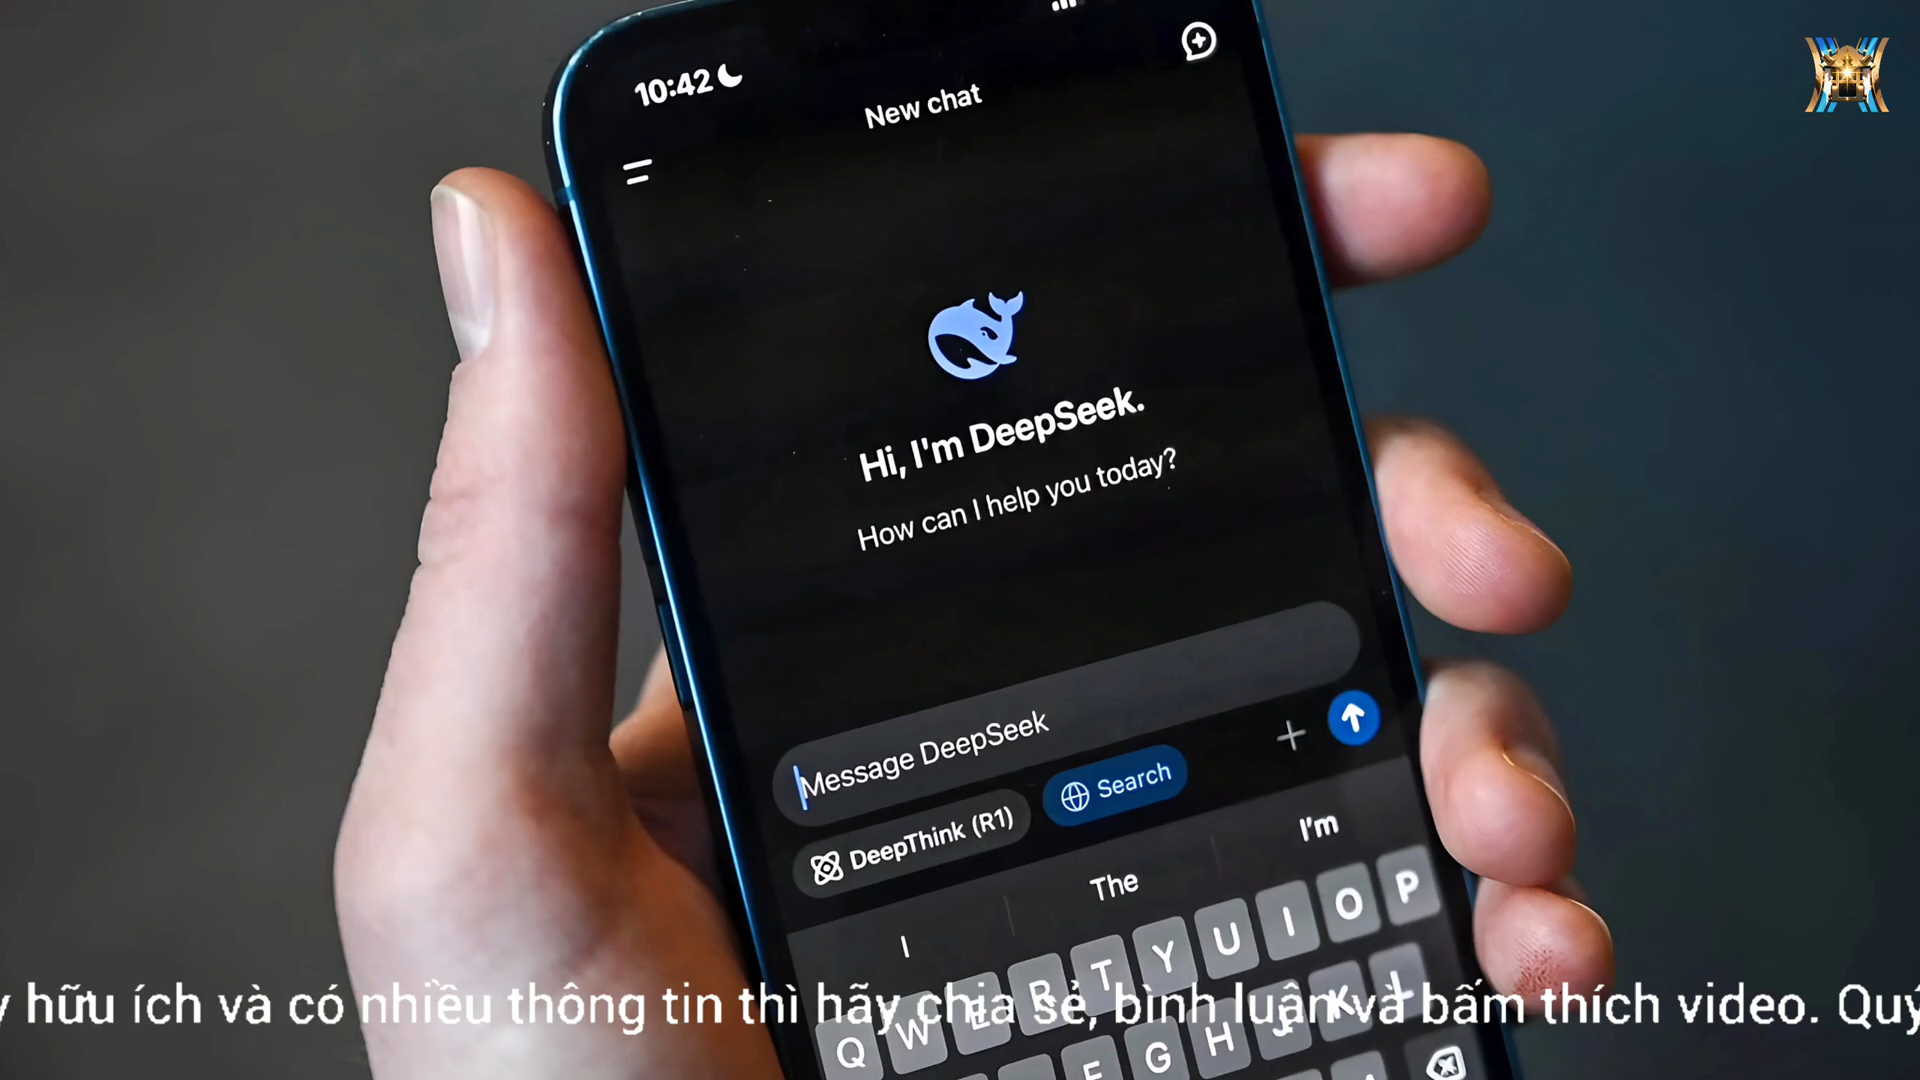 10:42
New chat
Hi, I'm DeepSeek.
How can I help you today?
Message DeepSeek
DeepThink (R1)
Search
I
The
I'm
Q W E R T Y U I O P
F G H J K L
y hữu ích và có nhiều thông tin thì hãy chia sẻ, bình luận và bấm thích video. Quý